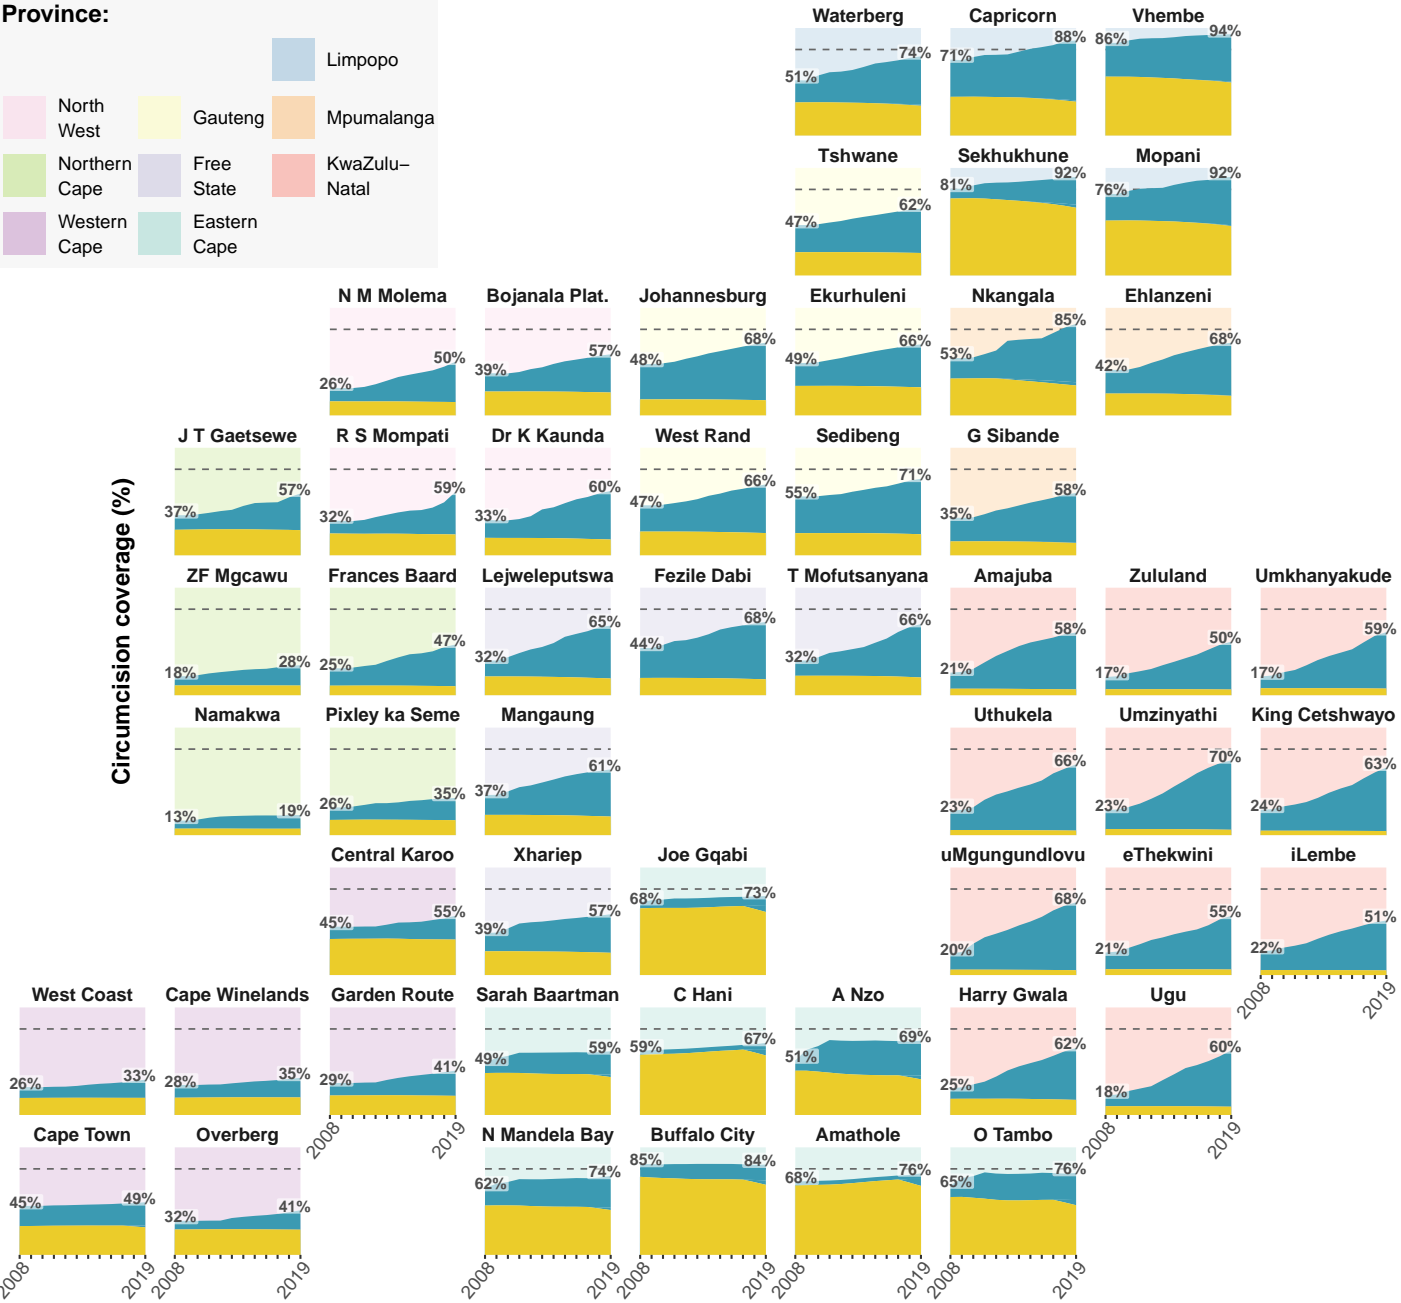 Province:
Limpopo
North
West
Gauteng
Mpumalanga
Northern
Cape
Free
State
KwaZulu–
Natal
Western
Cape
Eastern
Cape
Circumcision coverage (%)
Waterberg Capricorn Vhembe
51% 74% 71% 88% 86% 94%
Tshwane Sekhukhune Mopani
47% 62% 81% 92% 76% 92%
N M Molema Bojanala Plat. Johannesburg Ekurhuleni Nkangala Ehlanzeni
26% 50% 39% 57% 48% 68% 49% 66% 53% 85% 42% 68%
J T Gaetsewe R S Mompati Dr K Kaunda West Rand Sedibeng G Sibande
37% 57% 32% 59% 33% 60% 47% 66% 55% 71% 35% 58%
ZF Mgcawu Frances Baard Lejweleputswa Fezile Dabi T Mofutsanyana Amajuba Zululand Umkhanyakude
18% 28% 25% 47% 32% 65% 44% 68% 32% 66% 21% 58% 17% 50% 17% 59%
Namakwa Pixley ka Seme Mangaung Uthukela Umzinyathi King Cetshwayo
13% 19% 26% 35% 37% 61% 23% 66% 23% 70% 24% 63%
Central Karoo Xhariep Joe Gqabi uMgungundlovu eThekwini iLembe
45% 55% 39% 57% 68% 73% 20% 68% 21% 55% 22% 51%
2008 2019
West Coast Cape Winelands Garden Route Sarah Baartman C Hani A Nzo Harry Gwala Ugu
26% 33% 28% 35% 29% 41% 49% 59% 59% 67% 51% 69% 25% 62% 18% 60%
2008 2019 2008 2019
Cape Town Overberg N Mandela Bay Buffalo City Amathole O Tambo
45% 49% 32% 41% 62% 74% 85% 84% 68% 76% 65% 76%
2008 2019 2008 2019 2008 2019 2008 2019 2008 2019 2008 2019